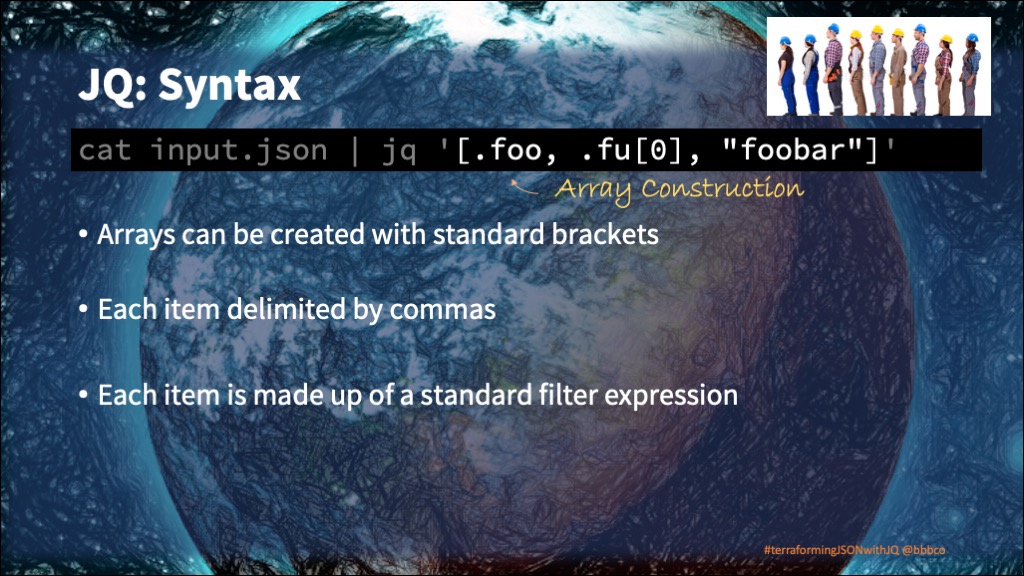 JQ: Syntax
cat input.json | jq '[.foo, .fu[0], "foobar"]'
Array Construction
• Arrays can be created with standard brackets
• Each item delimited by commas
• Each item is made up of a standard filter expression
#terraformingJSONwithJQ @bbbco